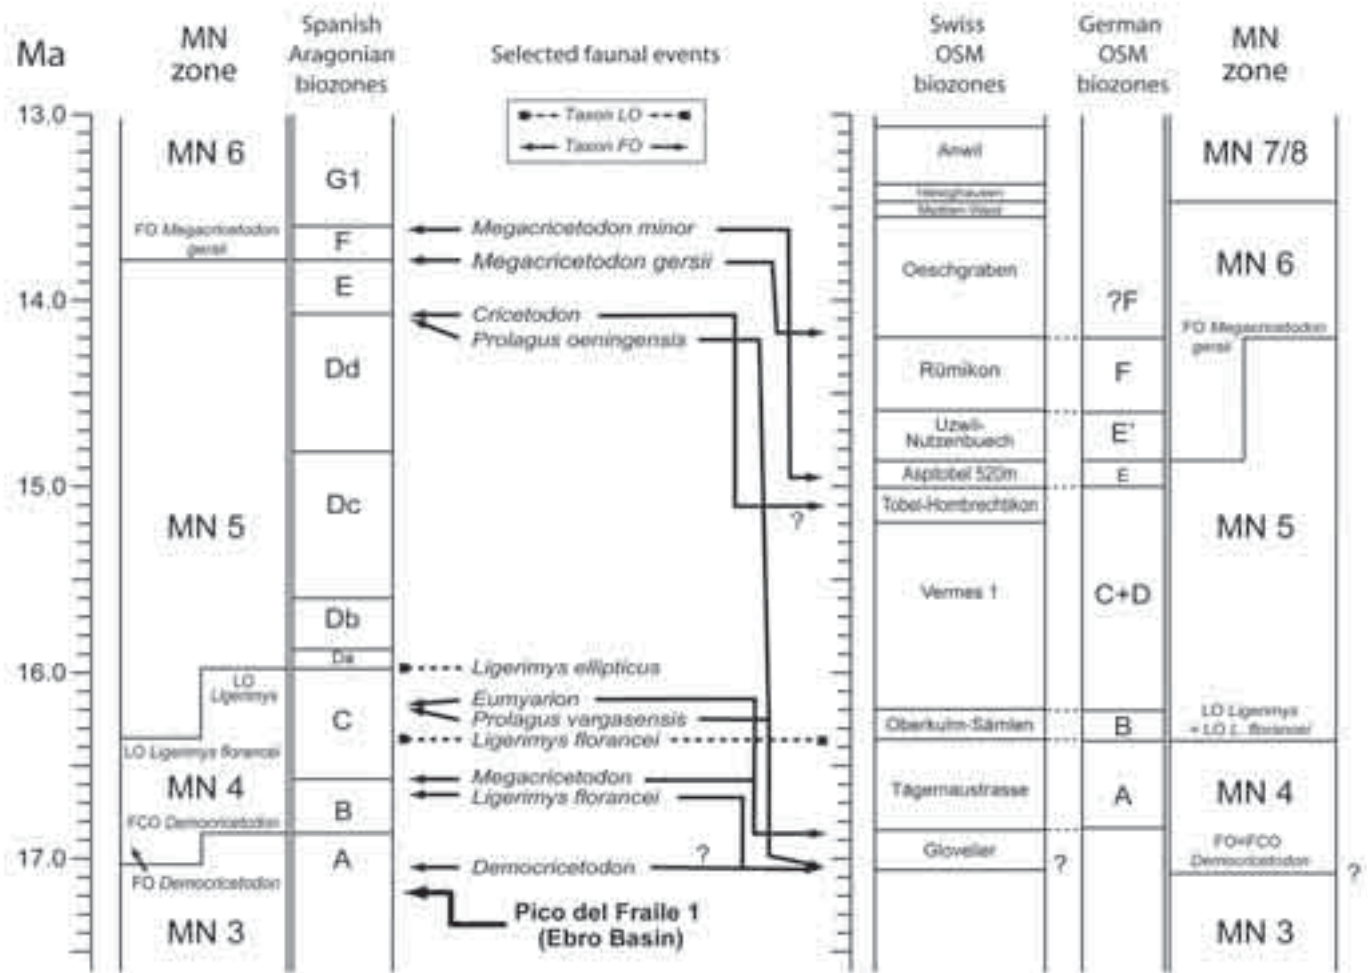 Ma
MN
zone
Spanish
Aragonian
biozones
Selected faunal events
Swiss
OSM
biozones
German
OSM
biozones
MN
zone
Taxon LO
Taxon FO
13.0
14.0
15.0
16.0
17.0
MN 6
FO Megacricetodon
gersii
MN 5
LO
Ligerimys
LO Ligerimys florancei
MN 4
FCO Democricetodon
FO Democricetodon
MN 3
G1
F
E
Dd
Dc
Db
Da
C
B
A
Megacricetodon minor
Megacricetodon gersii
Cricetodon
Prolagus oeningensis
?
Ligerimys ellipticus
Eumyarion
Prolagus vargasensis
Ligerimys florancei
Megacricetodon
Ligerimys florancei
Democricetodon
?
Pico del Fraile 1
(Ebro Basin)
Anwil
Oeschgraben
Rümikon
Uzwil-
Nutzenbuech
Aspitobel 520m
Tobel-Hombrechtikon
Vermes 1
Oberkulm-Sämlen
Tägernaustrasse
Glovelier
?F
F
E'
E
C+D
B
A
?
MN 7/8
MN 6
FO Megacricetodon
gersii
MN 5
LO Ligerimys
= LO L. florancei
MN 4
FO=FCO
Democricetodon
?
MN 3